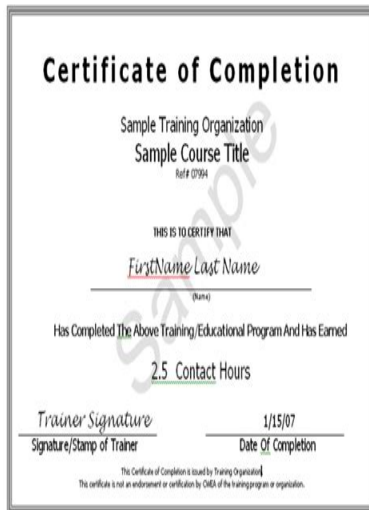 Certificate of Completion
Sample Training Organization
Sample Course Title
Ref# 07994
Sample
THIS IS TO CERTIFY THAT
FirstName Last Name
(Name)
Has Completed The Above Training/Educational Program And Has Earned
2.5 Contact Hours
Trainer Signature 1/15/07
Signature/Stamp of Trainer Date Of Completion
This Certificate of Completion is issued by Training Organization.
This certificate is not an endorsement or certification by OWEA of the training program or organization.